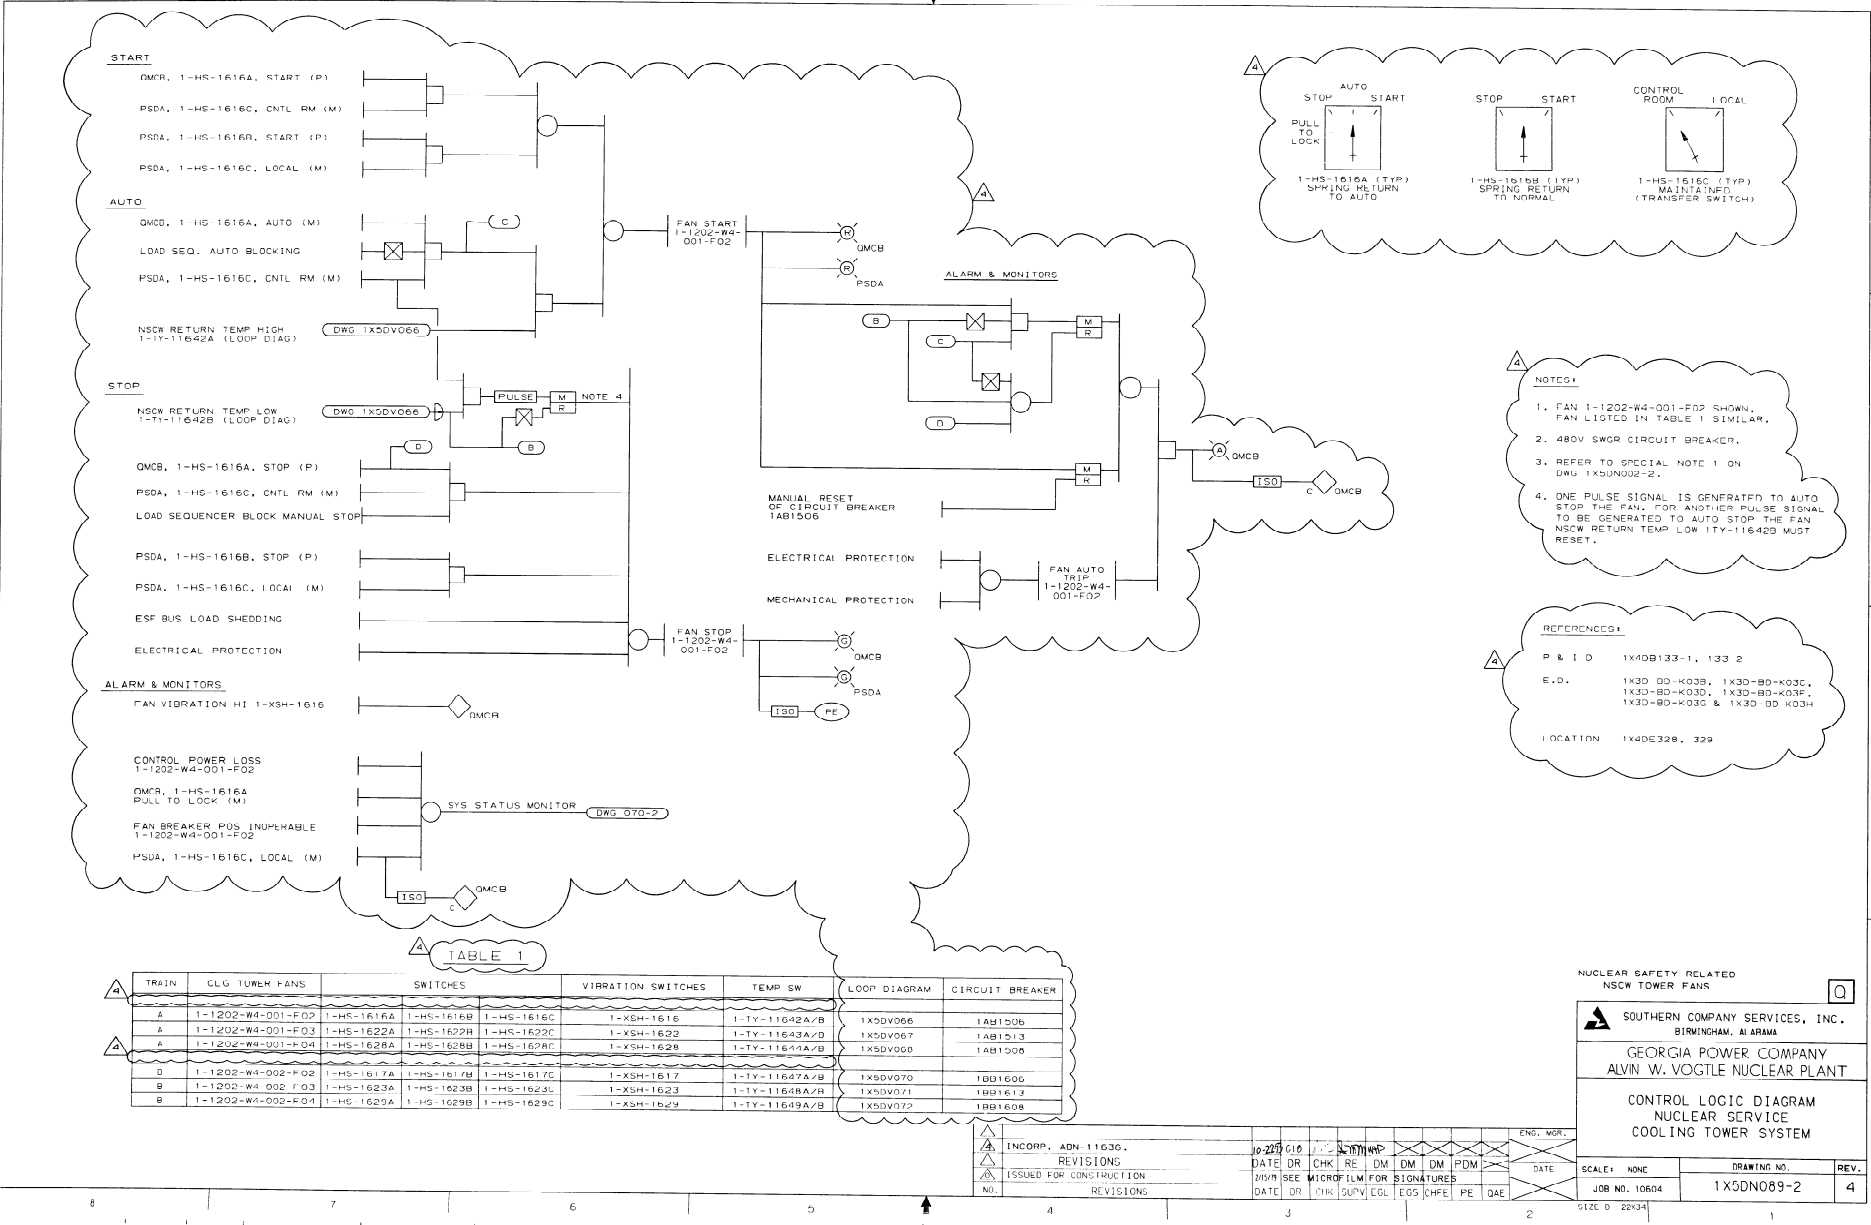 START
QMCB, 1-HS-1616A, START (P)
PSDA, 1-HS-1616C, CNTL RM (M)
PSDA, 1-HS-1616B, START (P)
PSDA, 1-HS-1616C, LOCAL (M)
AUTO
QMCB, 1-HS-1616A, AUTO (M)
C
LOAD SEQ. AUTO BLOCKING
PSDA, 1-HS-1616C, CNTL RM (M)
NSCW RETURN TEMP HIGH
1-TY-11642A (LOOP DIAG)
DWG 1X5DV066
STOP
NSCW RETURN TEMP LOW
1-TY-11642B (LOOP DIAG)
DWG 1X5DV066
PULSE
M
R
NOTE 4
D
B
QMCB, 1-HS-1616A, STOP (P)
PSDA, 1-HS-1616C, CNTL RM (M)
LOAD SEQUENCER BLOCK MANUAL STOP
PSDA, 1-HS-1616B, STOP (P)
PSDA, 1-HS-1616C, LOCAL (M)
ESF BUS LOAD SHEDDING
ELECTRICAL PROTECTION
ALARM & MONITORS
FAN VIBRATION HI 1-XSH-1616
QMCB
CONTROL POWER LOSS
1-1202-W4-001-F02
QMCB, 1-HS-1616A
PULL TO LOCK (M)
FAN BREAKER POS INOPERABLE
1-1202-W4-001-F02
PSDA, 1-HS-1616C, LOCAL (M)
SYS STATUS MONITOR
DWG 070-2
ISO
C
QMCB
FAN START
1-1202-W4-
001-F02
R
QMCB
R
PSDA
FAN STOP
1-1202-W4-
001-F02
G
QMCB
G
PSDA
ISO
PE
4
ALARM & MONITORS
B
C
D
M
R
M
R
MANUAL RESET
OF CIRCUIT BREAKER
1AB1506
ELECTRICAL PROTECTION
MECHANICAL PROTECTION
FAN AUTO
TRIP
1-1202-W4-
001-F02
A
QMCB
ISO
C
QMCB
4
AUTO
STOP START
PULL
TO
LOCK
1-HS-1616A (TYP)
SPRING RETURN
TO AUTO
STOP START
1-HS-1616B (TYP)
SPRING RETURN
TO NORMAL
CONTROL
ROOM LOCAL
1-HS-1616C (TYP)
MAINTAINED
(TRANSFER SWITCH)
4
NOTES:
1. FAN 1-1202-W4-001-F02 SHOWN.
FAN LISTED IN TABLE 1 SIMILAR.
2. 480V SWGR CIRCUIT BREAKER.
3. REFER TO SPECIAL NOTE 1 ON
DWG 1X5DN002-2.
4. ONE PULSE SIGNAL IS GENERATED TO AUTO
STOP THE FAN. FOR ANOTHER PULSE SIGNAL
TO BE GENERATED TO AUTO STOP THE FAN
NSCW RETURN TEMP LOW 1TY-11642B MUST
RESET.
4
REFERENCES:
P & I D 1X4DB133-1, 133 2
E.D. 1X3D BD-K03B, 1X3D-BD-K03C,
1X3D-BD-K03D, 1X3D-BD-K03F,
1X3D-BD-K03G & 1X3D-BD K03H
LOCATION 1X4DE328, 329
4
TABLE 1
4
TRAIN CLG TOWER FANS SWITCHES VIBRATION SWITCHES TEMP SW LOOP DIAGRAM CIRCUIT BREAKER
A 1-1202-W4-001-F02 1-HS-1616A 1-HS-1616B 1-HS-1616C 1-XSH-1616 1-TY-11642A/B 1X5DV066 1AB1506
A 1-1202-W4-001-F03 1-HS-1622A 1-HS-1622B 1-HS-1622C 1-XSH-1622 1-TY-11643A/B 1X5DV067 1AB1513
4
A 1-1202-W4-001-F04 1-HS-1628A 1-HS-1628B 1-HS-1628C 1-XSH-1628 1-TY-11644A/B 1X5DV068 1AB1508
B 1-1202-W4-002-F02 1-HS-1617A 1-HS-1617B 1-HS-1617C 1-XSH-1617 1-TY-11647A/B 1X5DV070 1BB1606
B 1-1202-W4-002-F03 1-HS-1623A 1-HS-1623B 1-HS-1623C 1-XSH-1623 1-TY-11648A/B 1X5DV071 1BB1613
B 1-1202-W4-002-F04 1-HS-1629A 1-HS-1629B 1-HS-1629C 1-XSH-1629 1-TY-11649A/B 1X5DV072 1BB1608
NUCLEAR SAFETY RELATED
NSCW TOWER FANS
Q
SOUTHERN COMPANY SERVICES, INC.
BIRMINGHAM, ALABAMA
GEORGIA POWER COMPANY
ALVIN W. VOGTLE NUCLEAR PLANT
CONTROL LOGIC DIAGRAM
NUCLEAR SERVICE
COOLING TOWER SYSTEM
SCALE: NONE
JOB NO. 10604
DRAWING NO.
1X5DN089-2
REV.
4
SIZE D 22X34
ENG. MGR.
DATE
4 INCORP. ADN-11636.
REVISIONS
DATE DR CHK RE DM DM DM PDM
ISSUED FOR CONSTRUCTION
SEE MICROFILM FOR SIGNATURES
NO. REVISIONS DATE DR CHK SUPV EGL EGS CHFE PE QAE
8 7 6 5 4 3 2 1